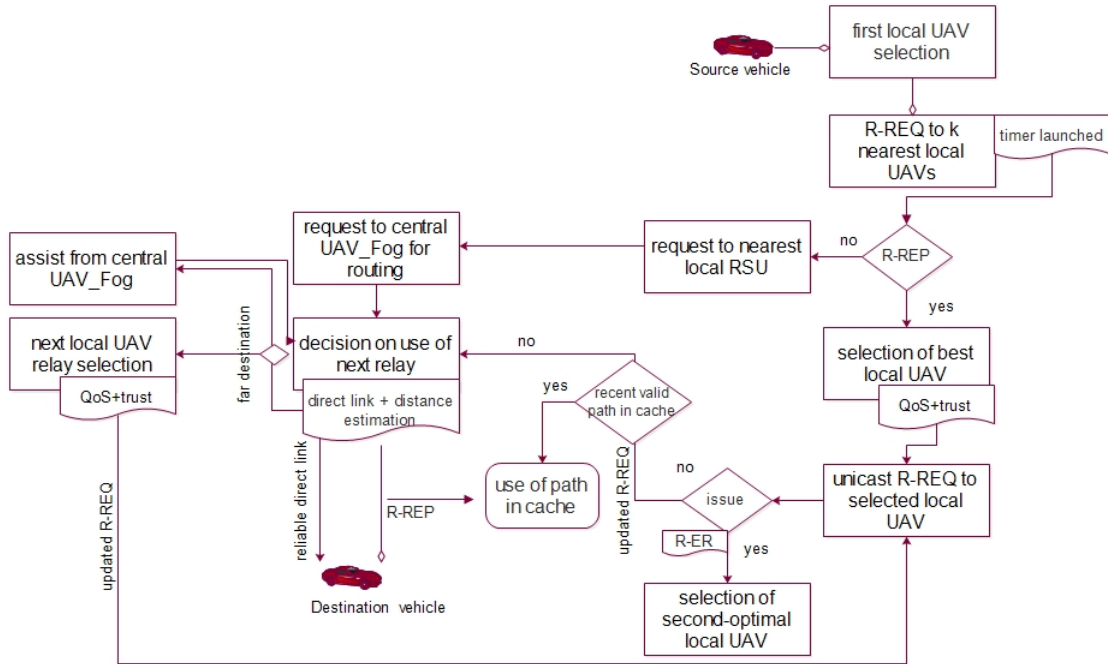 first local UAV
selection
Source vehicle
R-REQ to k
nearest local
UAVs
timer launched
R-REP
no
yes
request to nearest
local RSU
request to central
UAV_Fog for
routing
assist from central
UAV_Fog
next local UAV
relay selection
QoS+trust
far destination
decision on use of
next relay
direct link + distance
estimation
no
yes
recent valid
path in cache
selection of best
local UAV
QoS+trust
unicast R-REQ to
selected local
UAV
issue
no
yes
R-ER
updated R-REQ
use of path
in cache
R-REP
reliable direct link
updated R-REQ
Destination vehicle
selection of
second-optimal
local UAV